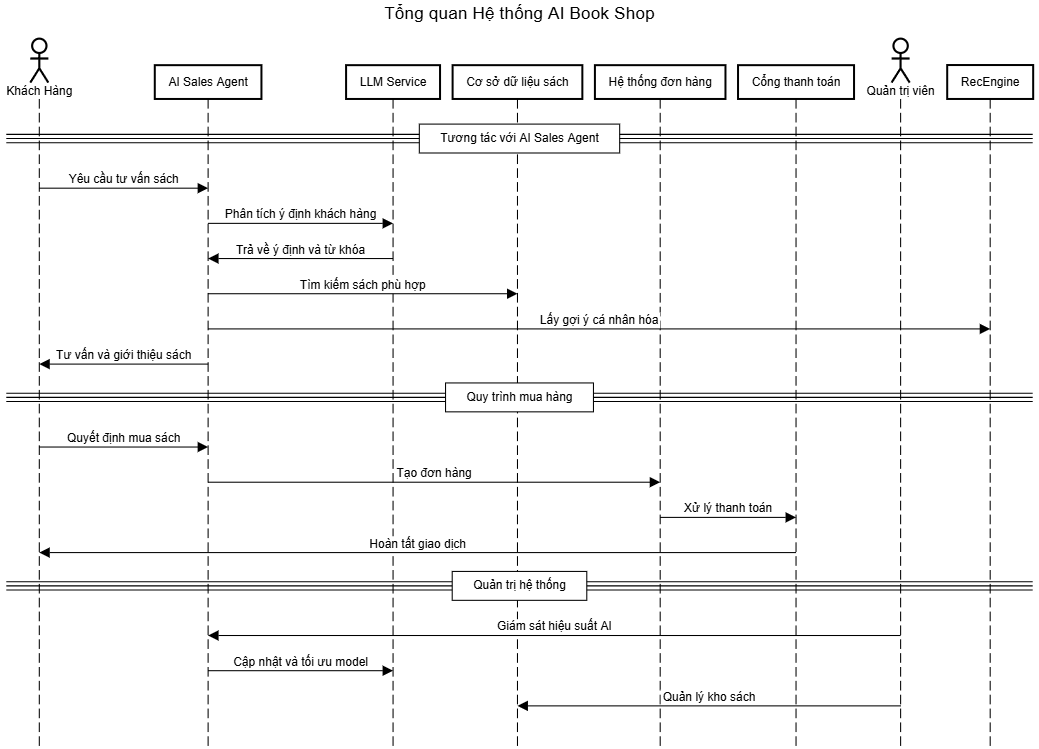 Tổng quan Hệ thống AI Book Shop
Khách Hàng
AI Sales Agent
LLM Service
Cơ sở dữ liệu sách
Hệ thống đơn hàng
Cổng thanh toán
Quản trị viên
RecEngine
Tương tác với AI Sales Agent
Yêu cầu tư vấn sách
Phân tích ý định khách hàng
Trả về ý định và từ khóa
Tìm kiếm sách phù hợp
Lấy gợi ý cá nhân hóa
Tư vấn và giới thiệu sách
Quy trình mua hàng
Quyết định mua sách
Tạo đơn hàng
Xử lý thanh toán
Hoàn tất giao dịch
Quản trị hệ thống
Giám sát hiệu suất AI
Cập nhật và tối ưu model
Quản lý kho sách